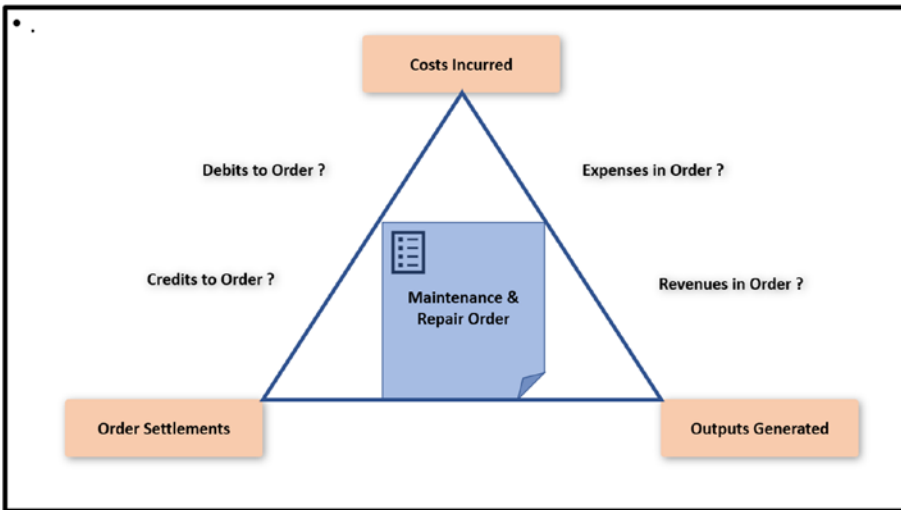 • .
Costs Incurred
Debits to Order ?
Expenses in Order ?
Credits to Order ?
Revenues in Order ?
Maintenance &
Repair Order
Order Settlements
Outputs Generated